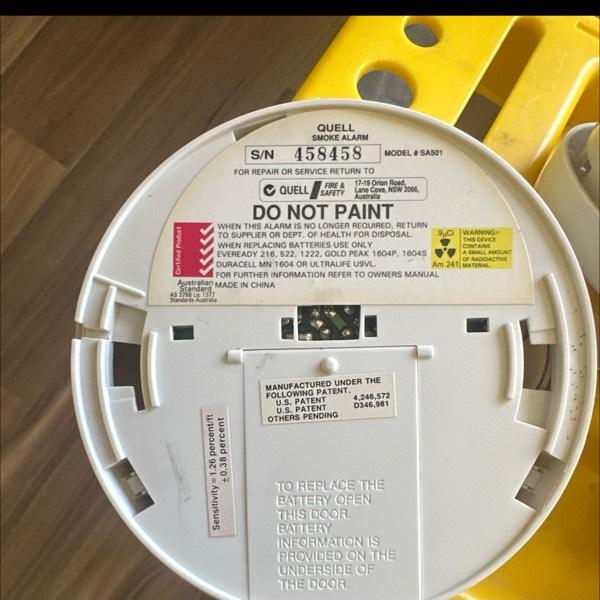 QUELL
SMOKE ALARM
S/N 458458 MODEL # SA501
FOR REPAIR OR SERVICE RETURN TO
QUELL FIRE & SAFETY 17-19 Orion Road, Lane Cove, NSW 2066, Australia
DO NOT PAINT
WHEN THIS ALARM IS NO LONGER REQUIRED, RETURN
TO SUPPLIER OR DEPT. OF HEALTH FOR DISPOSAL.
WHEN REPLACING BATTERIES USE ONLY
EVEREADY 216, 522, 1222, GOLD PEAK 1604P, 1604S
DURACELL MN 1604 OR ULTRALIFE U9VL.
FOR FURTHER INFORMATION REFER TO OWNERS MANUAL
MADE IN CHINA
Certified Product
Australian
Standard
AS 3786 Lic 1377
Standards Australia
.9µCi
Am 241
WARNING:-
THIS DEVICE
CONTAINS
A SMALL AMOUNT
OF RADIOACTIVE
MATERIAL.
MANUFACTURED UNDER THE
FOLLOWING PATENT.
U.S. PATENT 4,246,572
U.S. PATENT D346,981
OTHERS PENDING
Sensitivity = 1.26 percent/ft
± 0.38 percent
TO REPLACE THE
BATTERY OPEN
THIS DOOR.
BATTERY
INFORMATION IS
PROVIDED ON THE
UNDERSIDE OF
THE DOOR.